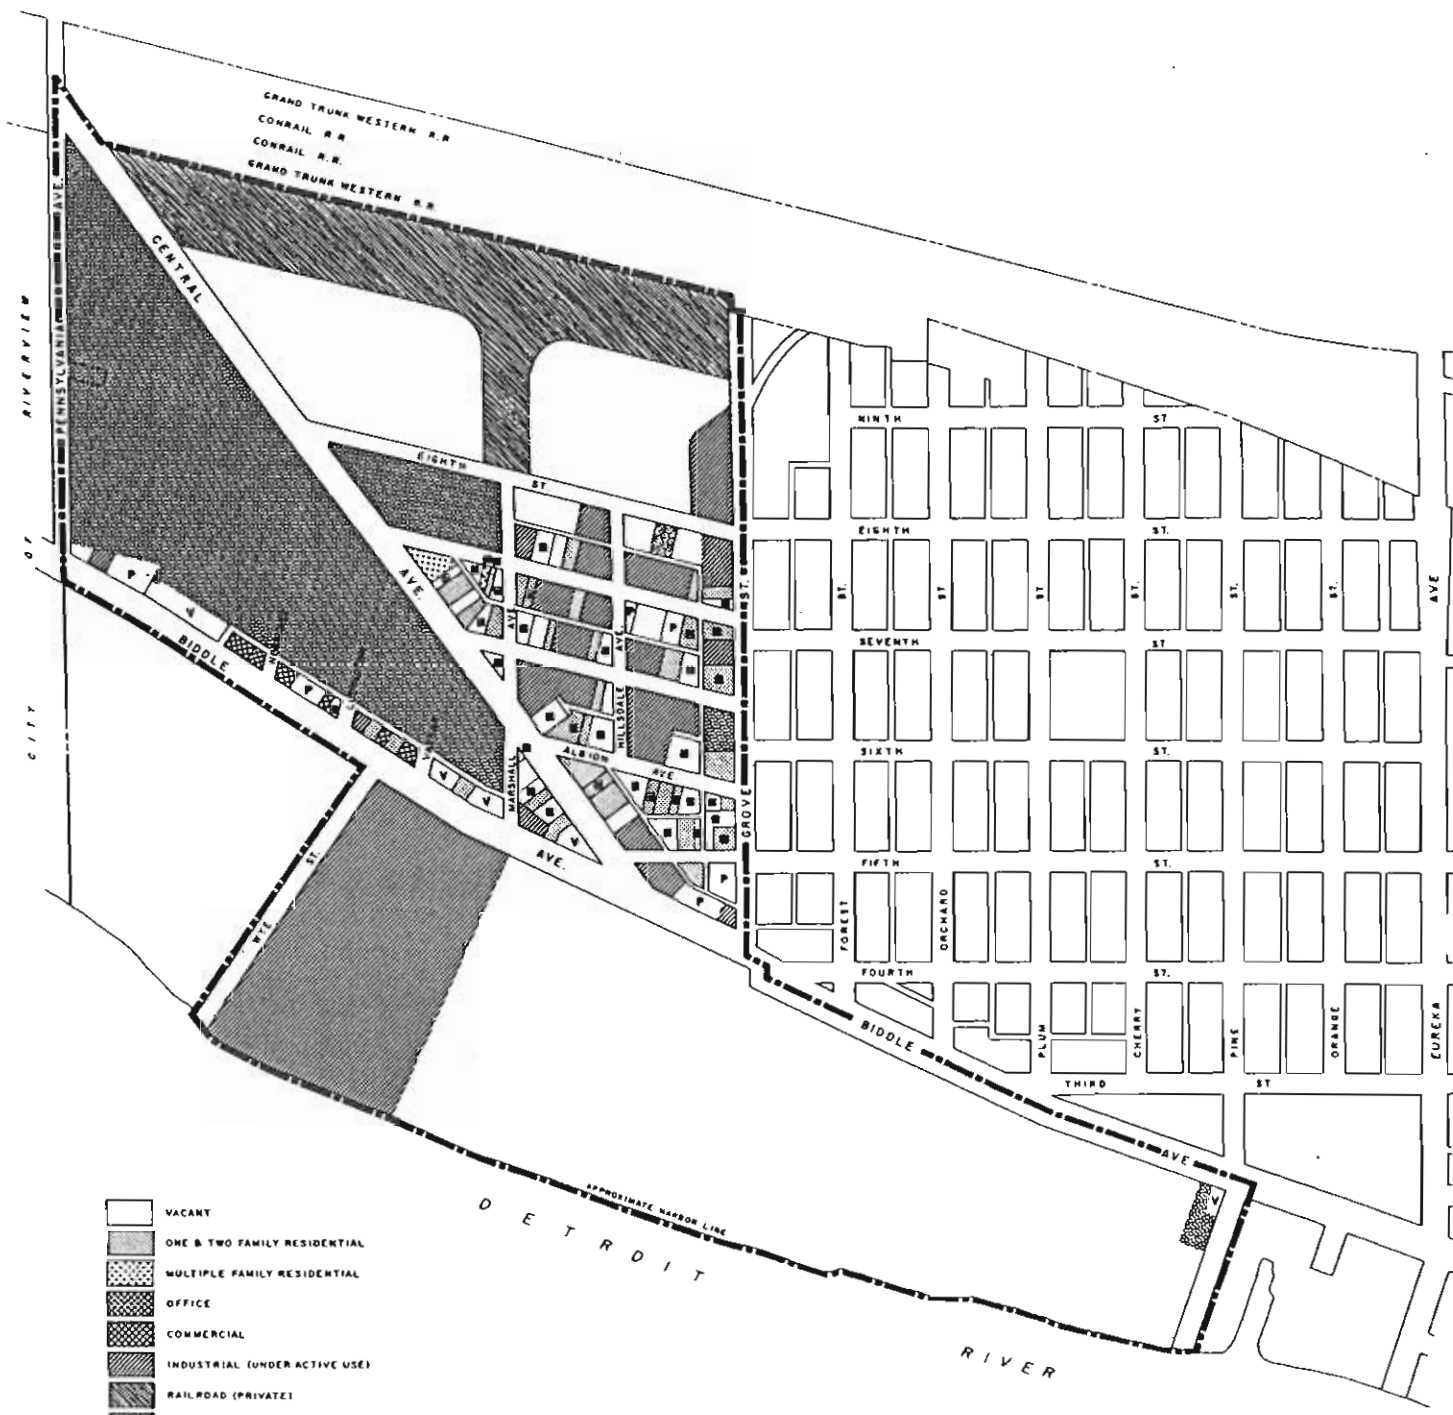 GRAND TRUNK WESTERN R.R
CONRAIL R.R.
CONRAIL R.R.
GRAND TRUNK WESTERN R.R.
PENNSYLVANIA AVE.
CENTRAL
AVE.
CITY OF RIVERVIEW
EIGHTH ST
NINTH ST
EIGHTH ST.
SEVENTH ST
SIXTH ST.
FIFTH ST.
FOURTH ST.
THIRD ST
GROVE ST.
FOREST ST.
ORCHARD ST
PLUM ST
CHERRY ST.
PINE ST.
ORANGE ST.
EUREKA AVE
MARSHALL
AVE
HILLSDALE AVE.
ALBION AVE.
BIDDLE
AVE.
BIDDLE
AVE
WYE ST.
P
V
P
V
V
V
P
P
P
V
APPROXIMATE HARBOR LINE
DETROIT
RIVER
VACANT
ONE & TWO FAMILY RESIDENTIAL
MULTIPLE FAMILY RESIDENTIAL
OFFICE
COMMERCIAL
INDUSTRIAL (UNDER ACTIVE USE)
RAILROAD (PRIVATE)